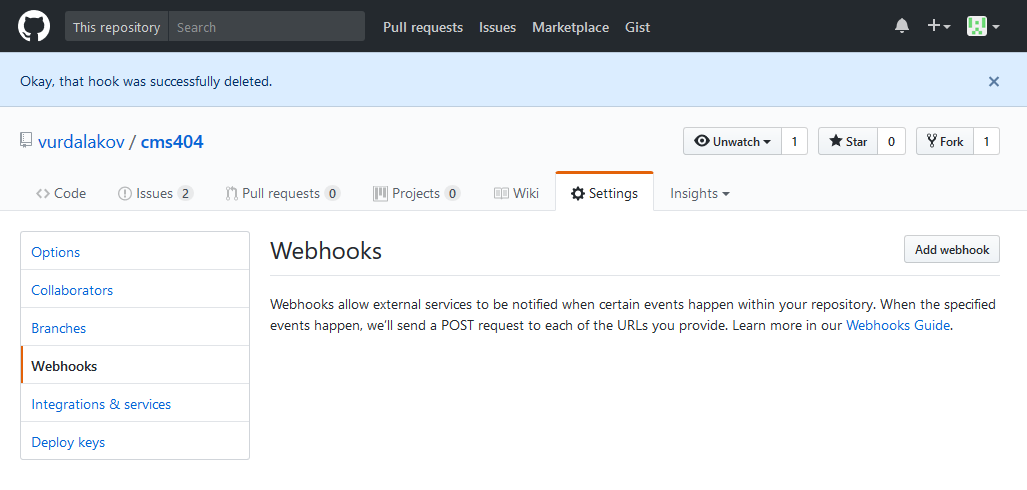 This repository Search Pull requests Issues Marketplace Gist
Okay, that hook was successfully deleted.
vurdalakov / cms404 Unwatch 1 Star 0 Fork 1
Code Issues 2 Pull requests 0 Projects 0 Wiki Settings Insights
Options
Collaborators
Branches
Webhooks
Integrations & services
Deploy keys
Webhooks Add webhook
Webhooks allow external services to be notified when certain events happen within your repository. When the specified
events happen, we'll send a POST request to each of the URLs you provide. Learn more in our Webhooks Guide.